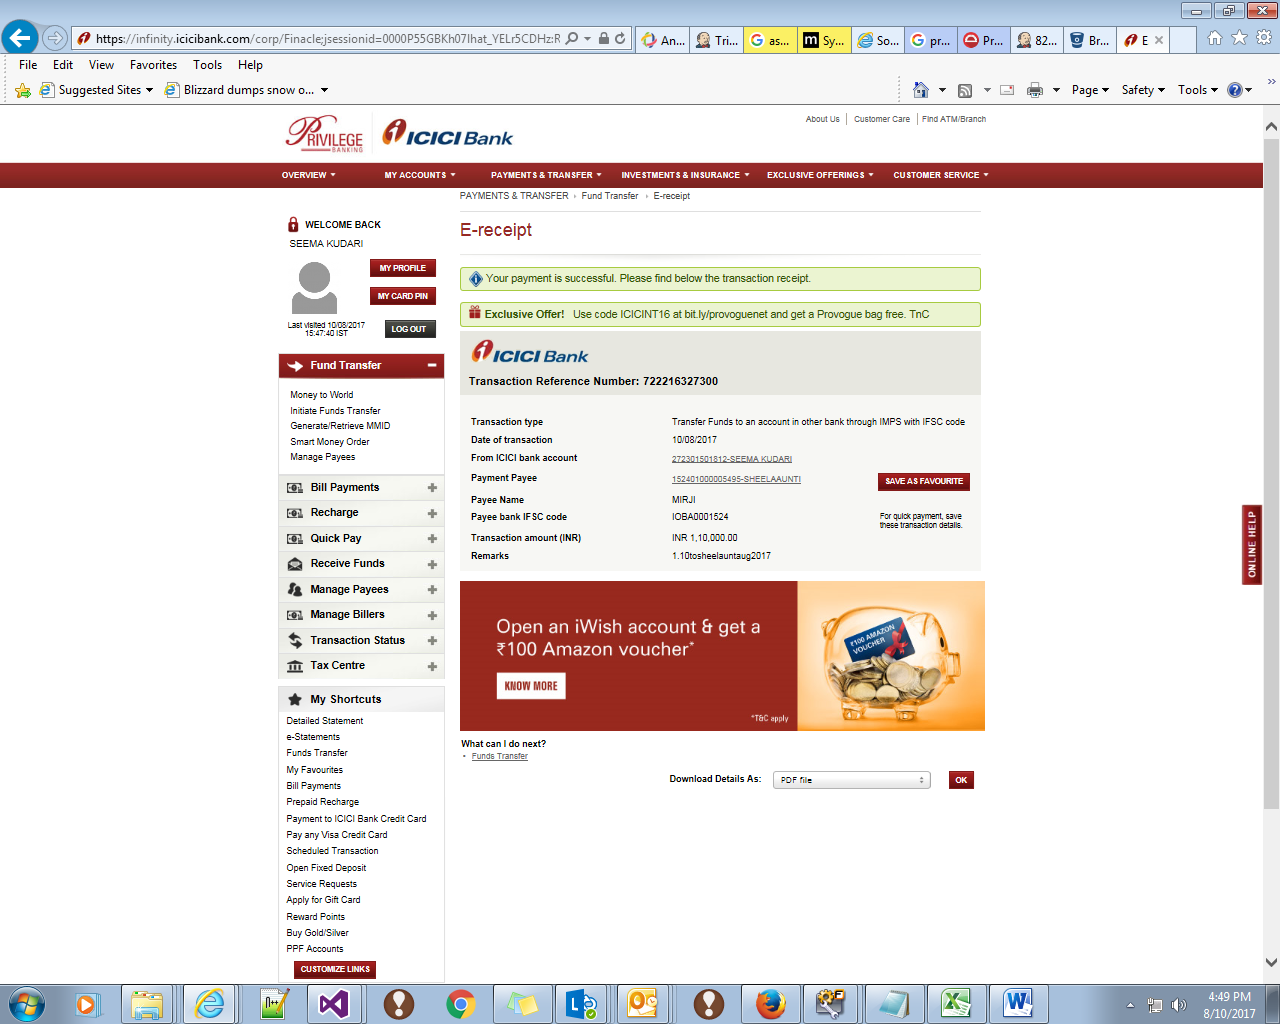 https://infinity.icicibank.com/corp/Finacle;jsessionid=0000P55GBKh07Ihat_YELr5CDHz:R
An...
Tri...
as...
Sy...
So...
pr...
Pr...
82...
Br...
E
File Edit View Favorites Tools Help
Suggested Sites
Blizzard dumps snow o...
Page Safety Tools
PRIVILEGE BANKING
ICICI Bank
About Us Customer Care Find ATM/Branch
OVERVIEW MY ACCOUNTS PAYMENTS & TRANSFER INVESTMENTS & INSURANCE EXCLUSIVE OFFERINGS CUSTOMER SERVICE
PAYMENTS & TRANSFER › Fund Transfer › E-receipt
WELCOME BACK
SEEMA KUDARI
MY PROFILE
MY CARD PIN
Last visited 10/08/2017
15:47:40 IST
LOG OUT
Fund Transfer
Money to World
Initiate Funds Transfer
Generate/Retrieve MMID
Smart Money Order
Manage Payees
Bill Payments
Recharge
Quick Pay
Receive Funds
Manage Payees
Manage Billers
Transaction Status
Tax Centre
My Shortcuts
Detailed Statement
e-Statements
Funds Transfer
My Favourites
Bill Payments
Prepaid Recharge
Payment to ICICI Bank Credit Card
Pay any Visa Credit Card
Scheduled Transaction
Open Fixed Deposit
Service Requests
Apply for Gift Card
Reward Points
Buy Gold/Silver
PPF Accounts
CUSTOMIZE LINKS
E-receipt
Your payment is successful. Please find below the transaction receipt.
Exclusive Offer! Use code ICICINT16 at bit.ly/provoguenet and get a Provogue bag free. TnC
ICICI Bank
Transaction Reference Number: 722216327300
Transaction type Transfer Funds to an account in other bank through IMPS with IFSC code
Date of transaction 10/08/2017
From ICICI bank account 272301501812-SEEMA KUDARI
Payment Payee 152401000005495-SHEELAAUNTI
SAVE AS FAVOURITE
Payee Name MIRJI
Payee bank IFSC code IOBA0001524
For quick payment, save
these transaction details.
Transaction amount (INR) INR 1,10,000.00
Remarks 1.10tosheelauntaug2017
Open an iWish account & get a
₹100 Amazon voucher*
KNOW MORE
*T&C apply
₹100 AMAZON
VOUCHER
What can I do next?
Funds Transfer
Download Details As: PDF file OK
ONLINE HELP
4:49 PM
8/10/2017